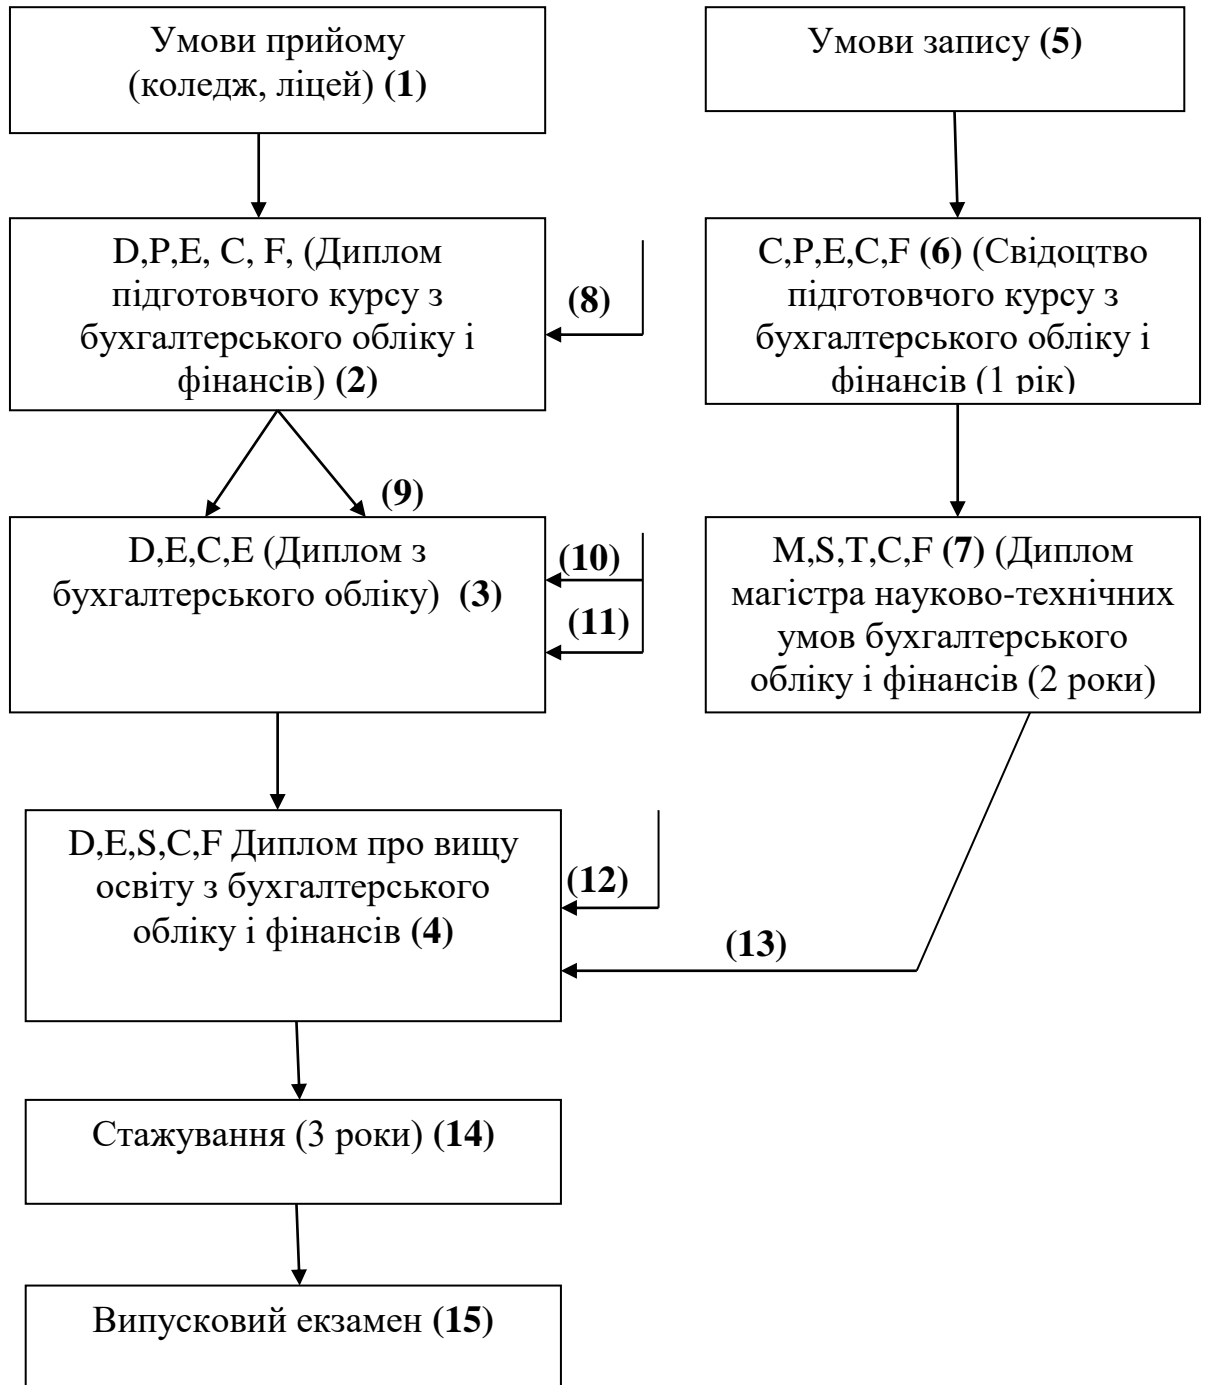 Умови прийому
(коледж, ліцей) (1)
Умови запису (5)
D,P,E, C, F, (Диплом
підготовчого курсу з
бухгалтерського обліку і
фінансів) (2)
(8)
C,P,E,C,F (6) (Свідоцтво
підготовчого курсу з
бухгалтерського обліку і
фінансів (1 рік)
(9)
D,E,C,E (Диплом з
бухгалтерського обліку) (3)
(10)
(11)
M,S,T,C,F (7) (Диплом
магістра науково-технічних
умов бухгалтерського
обліку і фінансів (2 роки)
D,E,S,C,F Диплом про вищу
освіту з бухгалтерського
обліку і фінансів (4)
(12)
(13)
Стажування (3 роки) (14)
Випусковий екзамен (15)